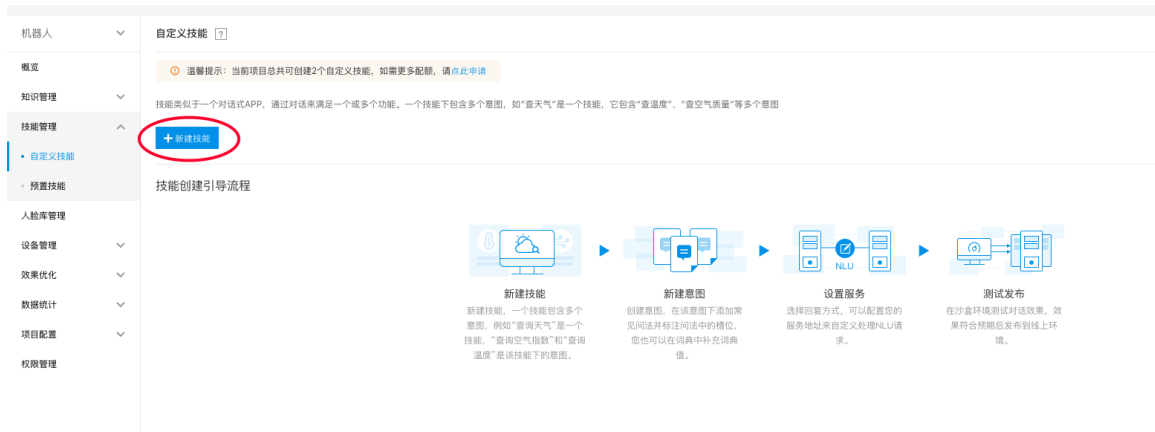 机器人
概览
知识管理
技能管理
自定义技能
预置技能
人脸库管理
设备管理
效果优化
数据统计
项目配置
权限管理
自定义技能 ?
温馨提示：当前项目总共可创建2个自定义技能，如需更多配额，请点此申请
技能类似于一个对话式APP，通过对话来满足一个或多个功能。一个技能下包含多个意图，如“查天气”是一个技能，它包含“查温度”、“查空气质量”等多个意图
+ 新建技能
技能创建引导流程
新建技能
新建技能，一个技能包含多个
意图，例如“查询天气”是一个
技能，“查询空气指数”和“查询
温度”是该技能下的意图。
新建意图
创建意图，在该意图下添加常
见问法并标注问法中的槽位，
您也可以在词典中补充词典
值。
NLU
设置服务
选择回复方式，可以配置您的
服务地址来自定义处理NLU请
求。
测试发布
在沙盒环境测试对话效果，效
果符合预期后发布到线上环
境。